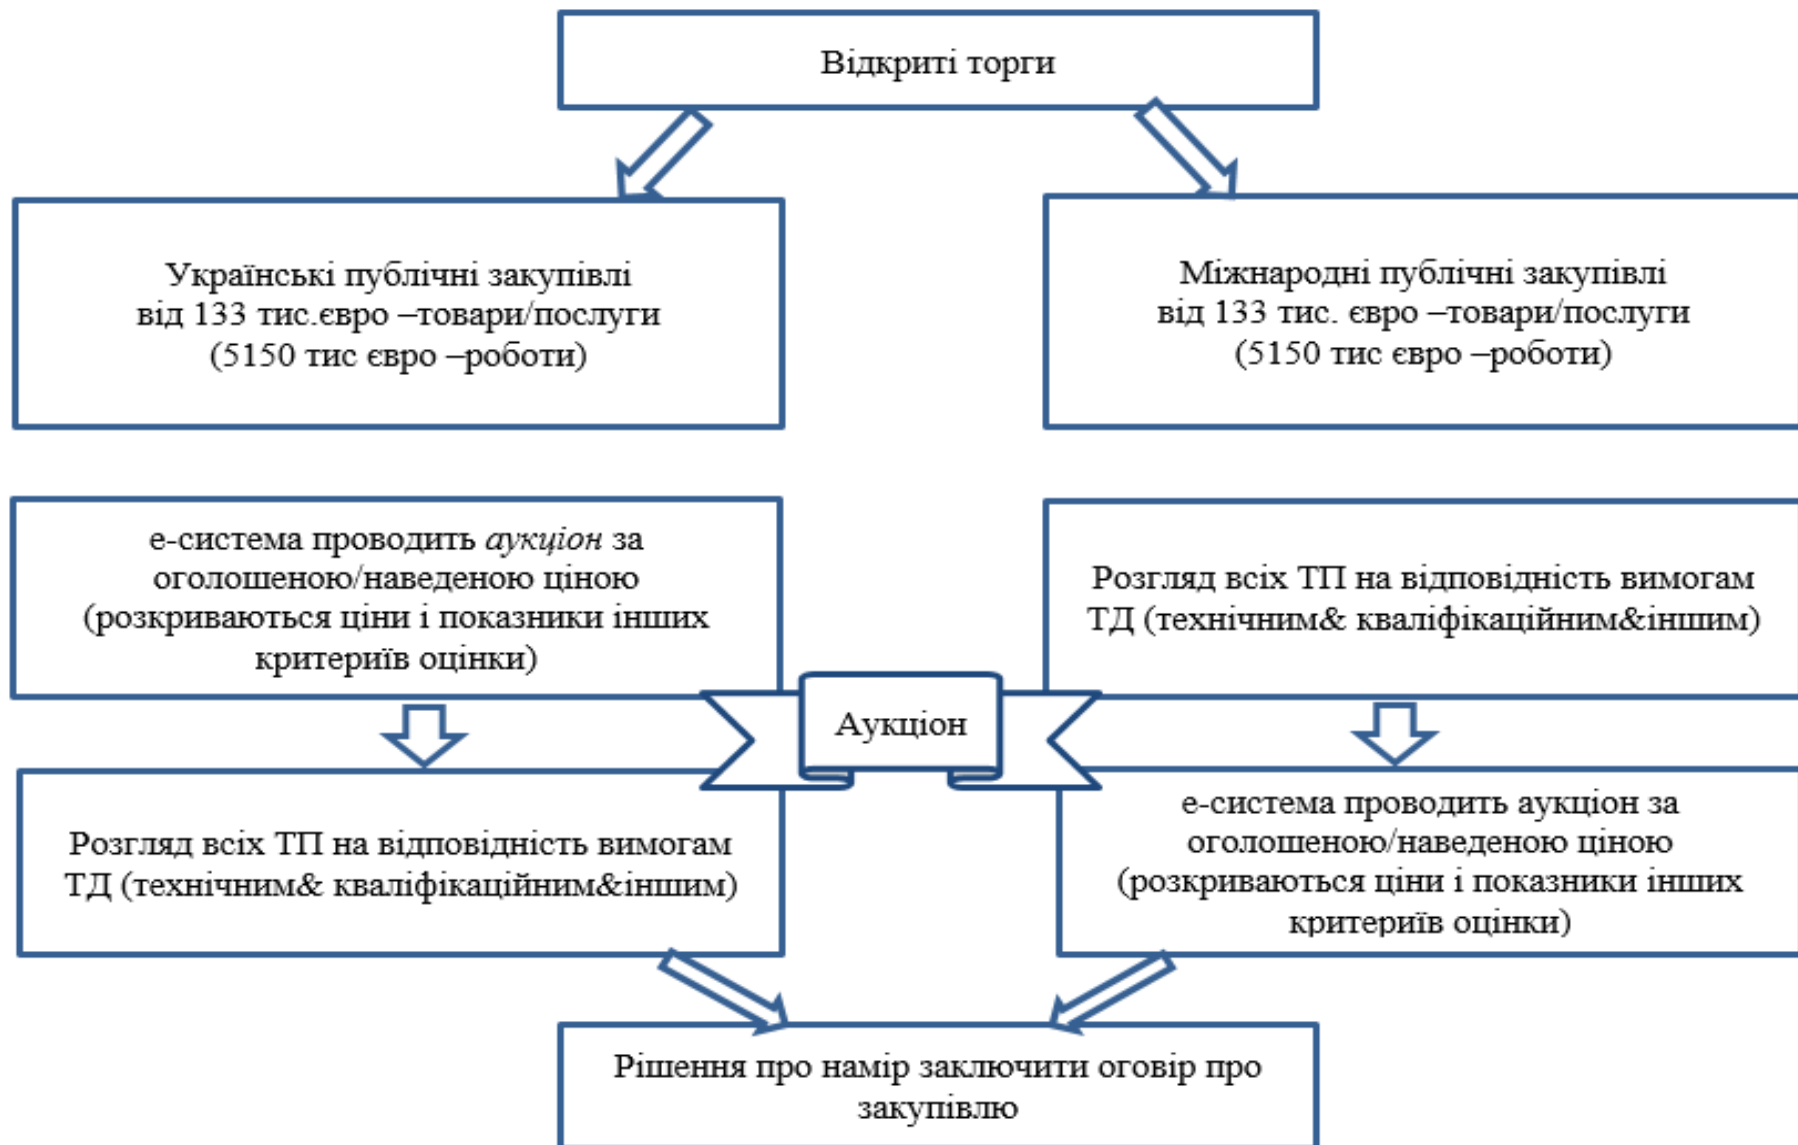 Відкриті торги
Українські публічні закупівлі
від 133 тис.євро –товари/послуги
(5150 тис євро –роботи)
Міжнародні публічні закупівлі
від 133 тис. євро –товари/послуги
(5150 тис євро –роботи)
е-система проводить аукціон за
оголошеною/наведеною ціною
(розкриваються ціни і показники інших
критериїв оцінки)
Розгляд всіх ТП на відповідність вимогам
ТД (технічним& кваліфікаційним&іншим)
Аукціон
Розгляд всіх ТП на відповідність вимогам
ТД (технічним& кваліфікаційним&іншим)
е-система проводить аукціон за
оголошеною/наведеною ціною
(розкриваються ціни і показники інших
критериїв оцінки)
Рішення про намір заключити оговір про
закупівлю